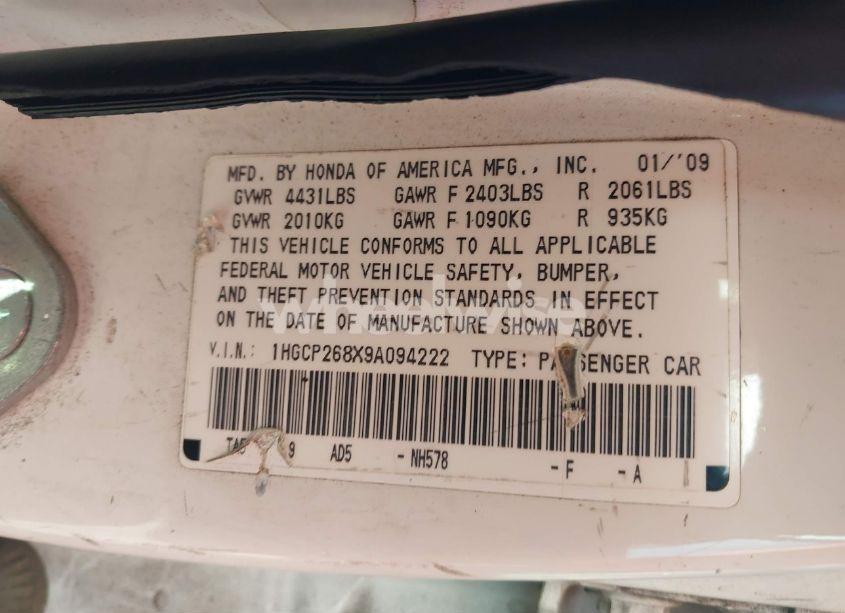 MFD. BY HONDA OF AMERICA MFG., INC. 01/'09
GVWR 4431LBS GAWR F 2403LBS R 2061LBS
GVWR 2010KG GAWR F 1090KG R 935KG
THIS VEHICLE CONFORMS TO ALL APPLICABLE
FEDERAL MOTOR VEHICLE SAFETY, BUMPER,
AND THEFT PREVENTION STANDARDS IN EFFECT
wheelwise
ON THE DATE OF MANUFACTURE SHOWN ABOVE.
V.I.N.: 1HGCP268X9A094222 TYPE: PASSENGER CAR
9 AD5 - NH578 - F - A